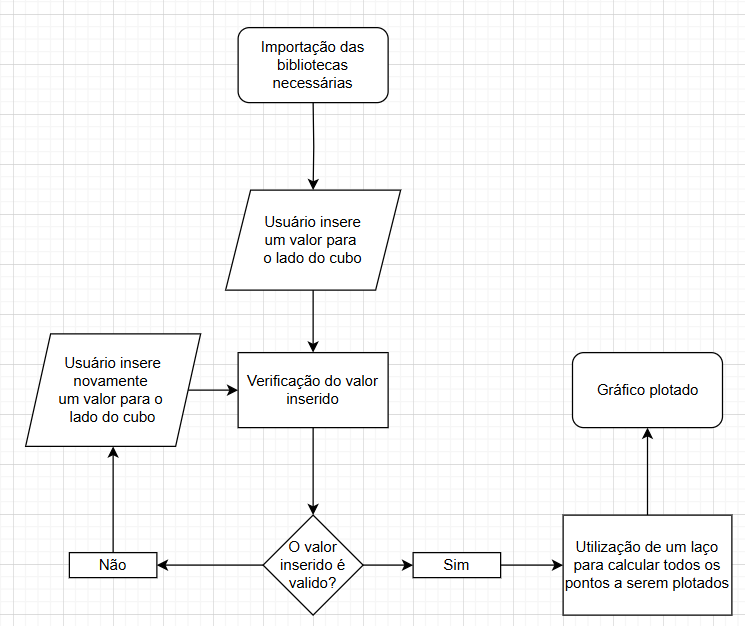 Importação das
bibliotecas
necessárias
Usuário insere
um valor para
o lado do cubo
Usuário insere
novamente
um valor para o
lado do cubo
Verificação do valor
inserido
Gráfico plotado
O valor
inserido é
valido?
Não
Sim
Utilização de um laço
para calcular todos os
pontos a serem plotados